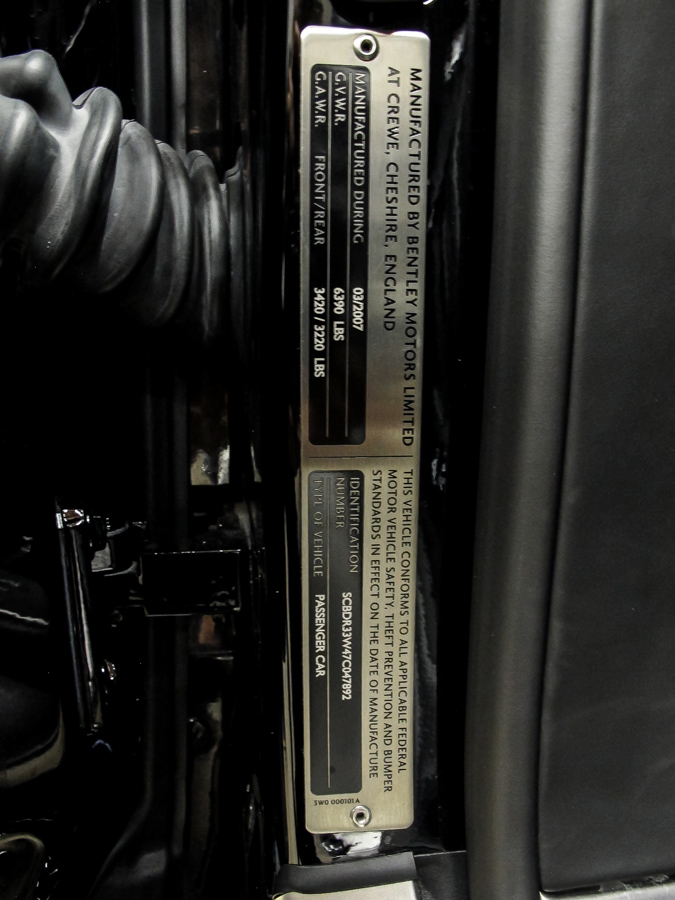 MANUFACTURED BY BENTLEY MOTORS LIMITED
AT CREWE, CHESHIRE, ENGLAND
MANUFACTURED DURING 03/2007
G.V.W.R. 6390 LBS
G.A.W.R. FRONT/REAR 3420 / 3220 LBS
THIS VEHICLE CONFORMS TO ALL APPLICABLE FEDERAL
MOTOR VEHICLE SAFETY, THEFT PREVENTION AND BUMPER
STANDARDS IN EFFECT ON THE DATE OF MANUFACTURE
IDENTIFICATION
NUMBER SCBDR33W47C047892
TYPE OF VEHICLE PASSENGER CAR
3W0 000101A